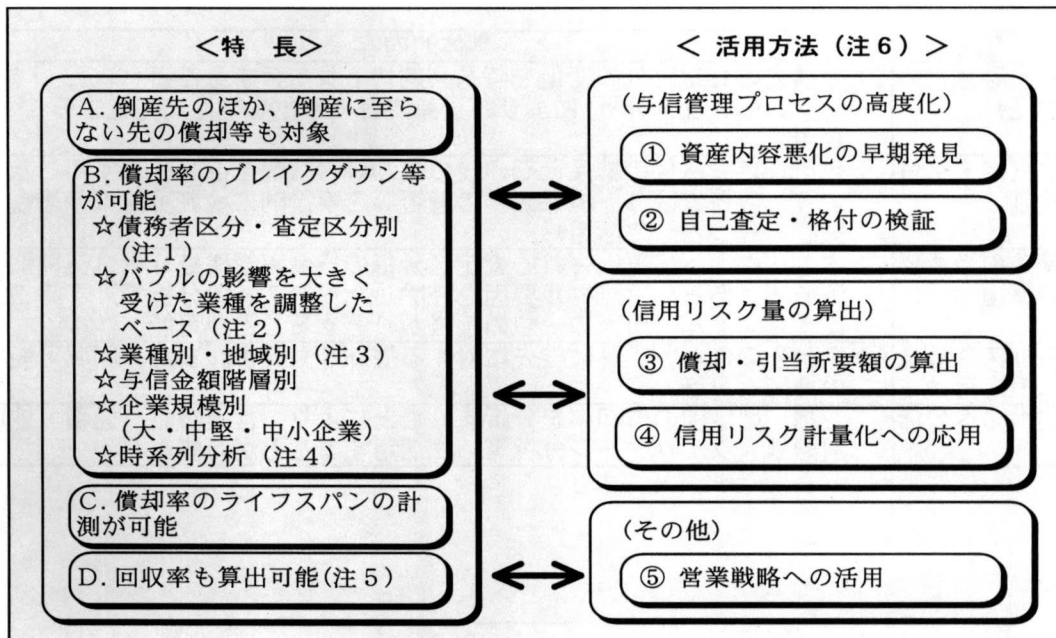 ＜特　長＞
A. 倒産先のほか、倒産に至ら
ない先の償却等も対象
B. 償却率のブレイクダウン等
が可能
☆債務者区分・査定区分別
（注１）
☆バブルの影響を大きく
受けた業種を調整した
ベース（注２）
☆業種別・地域別（注３）
☆与信金額階層別
☆企業規模別
（大・中堅・中小企業）
☆時系列分析（注４）
C. 償却率のライフスパンの計
測が可能
D. 回収率も算出可能(注５)
＜ 活用方法（注６）＞
(与信管理プロセスの高度化)
① 資産内容悪化の早期発見
② 自己査定・格付の検証
(信用リスク量の算出)
③ 償却・引当所要額の算出
④ 信用リスク計量化への応用
(その他)
⑤ 営業戦略への活用